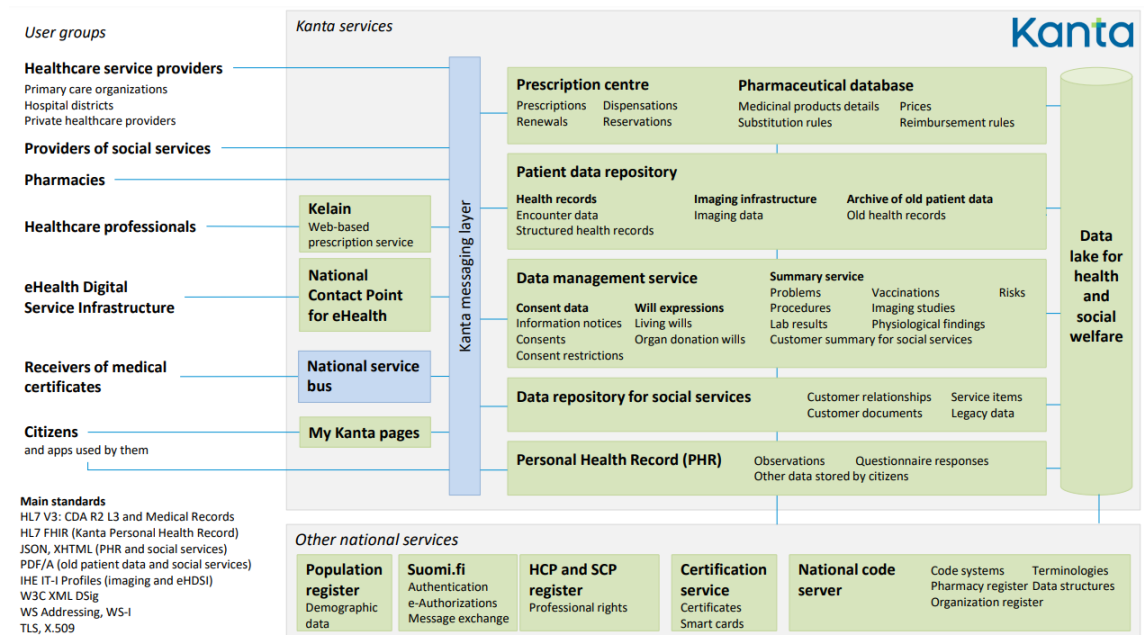 User groups
Healthcare service providers
Primary care organizations
Hospital districts
Private healthcare providers
Providers of social services
Pharmacies
Healthcare professionals
eHealth Digital
Service Infrastructure
Receivers of medical
certificates
Citizens
and apps used by them
Main standards
HL7 V3: CDA R2 L3 and Medical Records
HL7 FHIR (Kanta Personal Health Record)
JSON, XHTML (PHR and social services)
PDF/A (old patient data and social services)
IHE IT-I Profiles (imaging and eHDSI)
W3C XML DSig
WS Addressing, WS-I
TLS, X.509
Kanta services
Kanta
Kelain
Web-based
prescription service
National
Contact Point
for eHealth
National service
bus
My Kanta pages
Kanta messaging layer
Prescription centre
Prescriptions Dispensations
Renewals Reservations
Pharmaceutical database
Medicinal products details Prices
Substitution rules Reimbursement rules
Patient data repository
Health records
Encounter data
Structured health records
Imaging infrastructure
Imaging data
Archive of old patient data
Old health records
Data management service
Consent data
Information notices
Consents
Consent restrictions
Will expressions
Living wills
Organ donation wills
Summary service
Problems Vaccinations Risks
Procedures Imaging studies
Lab results Physiological findings
Customer summary for social services
Data repository for social services
Customer relationships Service items
Customer documents Legacy data
Personal Health Record (PHR)
Observations Questionnaire responses
Other data stored by citizens
Data
lake for
health
and
social
welfare
Other national services
Population
register
Demographic
data
Suomi.fi
Authentication
e-Authorizations
Message exchange
HCP and SCP
register
Professional rights
Certification
service
Certificates
Smart cards
National code
server
Code systems Terminologies
Pharmacy register Data structures
Organization register